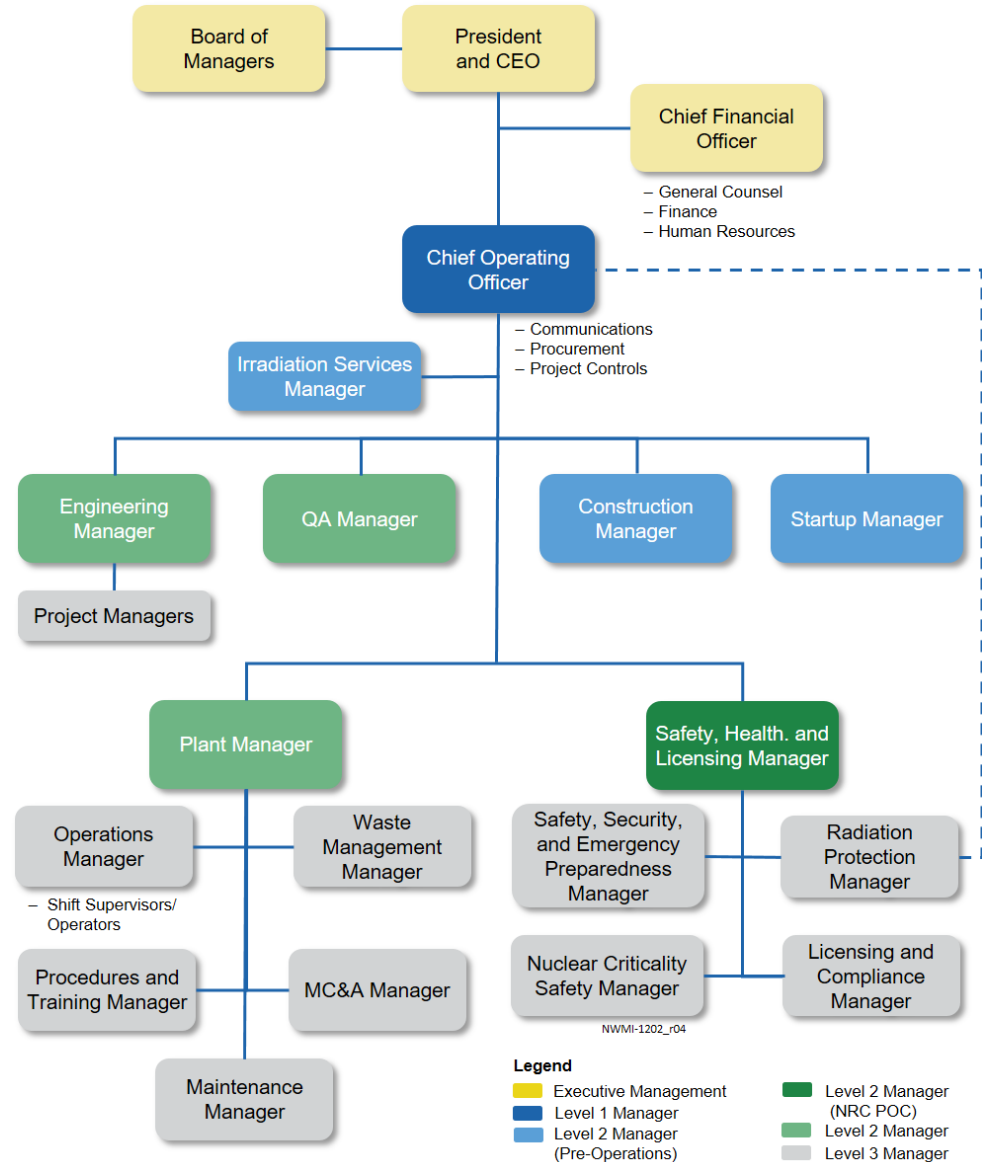 Board of
Managers
President
and CEO
Chief Financial
Officer
– General Counsel
– Finance
– Human Resources
Chief Operating
Officer
– Communications
– Procurement
– Project Controls
Irradiation Services
Manager
Engineering
Manager
QA Manager
Construction
Manager
Startup Manager
Project Managers
Plant Manager
Safety, Health. and
Licensing Manager
Operations
Manager
– Shift Supervisors/
Operators
Waste
Management
Manager
Safety, Security,
and Emergency
Preparedness
Manager
Radiation
Protection
Manager
Procedures and
Training Manager
MC&A Manager
Nuclear Criticality
Safety Manager
Licensing and
Compliance
Manager
NWMI-1202_r04
Maintenance
Manager
Legend
Executive Management
Level 1 Manager
Level 2 Manager
(Pre-Operations)
Level 2 Manager
(NRC POC)
Level 2 Manager
Level 3 Manager